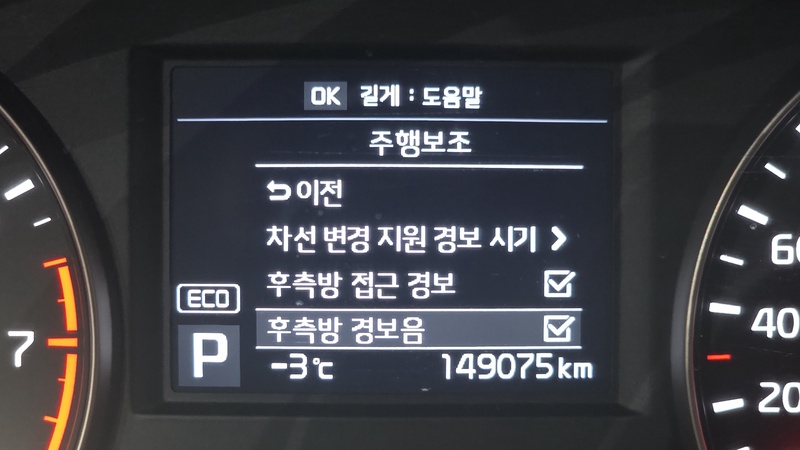 OK 길게 : 도움말
주행보조
이전
차선 변경 지원 경보 시기
후측방 접근 경보
ECO
후측방 경보음
P
-3℃ 149075km
7
60
40
20